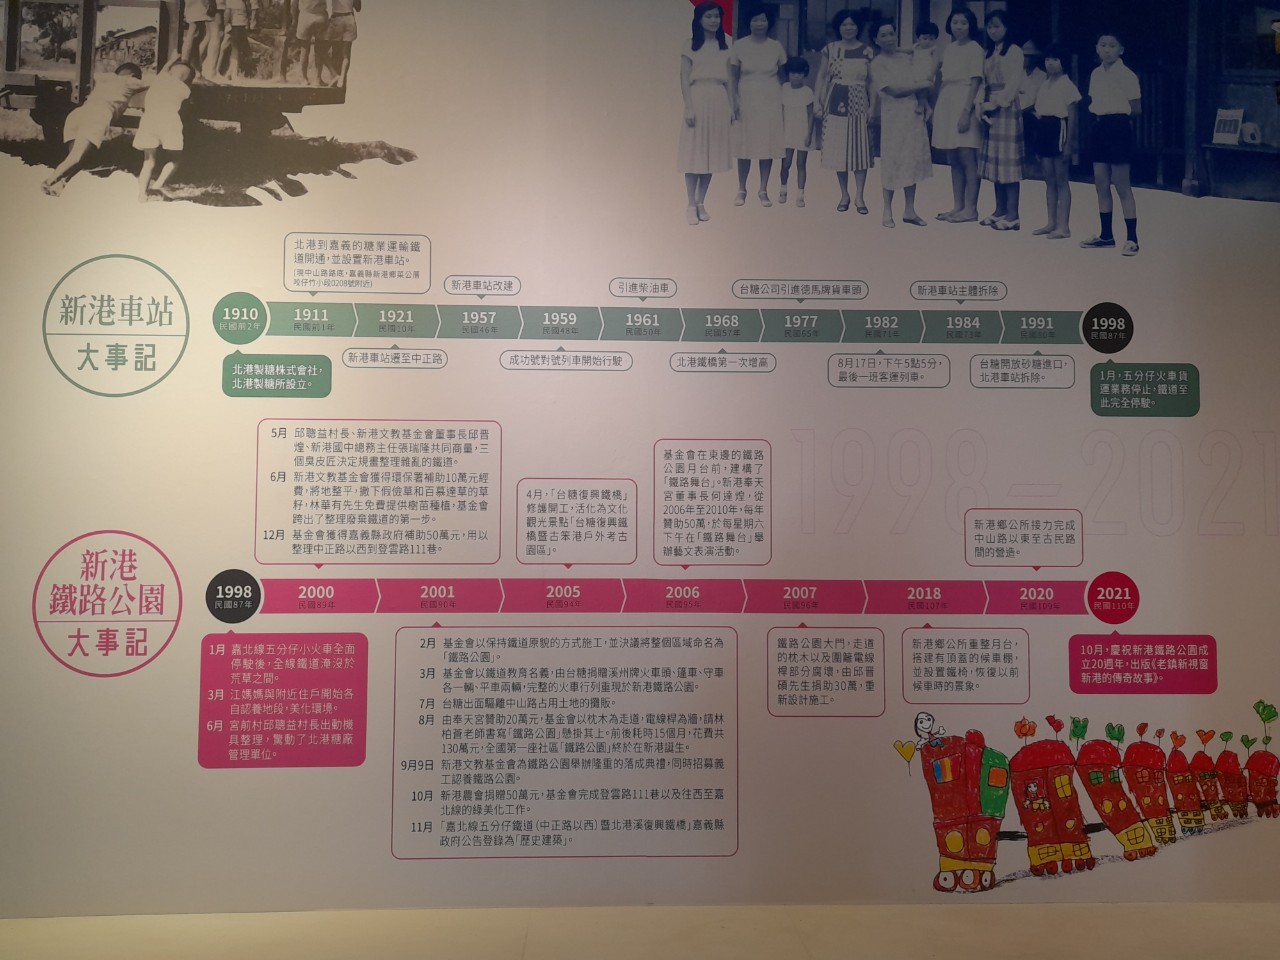 新港車站
大事記
北港到嘉義的糖業運輸鐵
道開通，並設置新港車站。
(現中山路路底，嘉義縣新港鄉菜公厝
咬仔竹小段0208號附近)
新港車站改建
引進柴油車
台糖公司引進德馬牌貨車頭
新港車站主體拆除
1910
民國前2年
1911
民國前1年
1921
民國10年
1957
民國46年
1959
民國48年
1961
民國50年
1968
民國57年
1977
1982
民國71年
1984
民國73年
1991
民國80年
1998
民國87年
北港製糖株式會社，
北港製糖所設立。
新港車站遷至中正路
成功號對號列車開始行駛
北港鐵橋第一次增高
8月17日，下午5點5分，
最後一班客運列車。
台糖開放砂糖進口，
北港車站拆除。
1月，五分仔火車貨
運業務停止，鐵道至
此完全停駛。
1998—2021
新港
鐵路公園
大事記
5月 邱聰益村長、新港文教基金會董事長邱晉
煌、新港國中總務主任張瑞隆共同商量，三
個臭皮匠決定規畫整理雜亂的鐵道。
6月 新港文教基金會獲得環保署補助10萬元經
費，將地整平，撒下假儉草和百慕達草的草
籽，林華有先生免費提供樹苗種植，基金會
跨出了整理廢棄鐵道的第一步。
12月 基金會獲得嘉義縣政府補助50萬元，用以
整理中正路以西到登雲路111巷。
4月，「台糖復興鐵橋」
修護開工，活化為文化
觀光景點「台糖復興鐵
橋暨古笨港戶外考古
園區」。
基金會在東邊的鐵路
公園月台前，建構了
「鐵路舞台」。新港奉天
宮董事長何達煌，從
2006年至2010年，每年
贊助50萬，於每星期六
下午在「鐵路舞台」舉
辦藝文表演活動。
新港鄉公所接力完成
中山路以東至古民路
間的營造。
1998
民國87年
2000
民國89年
2001
民國90年
2005
民國94年
2006
民國95年
2007
民國96年
2018
民國107年
2020
民國109年
2021
民國110年
1月 嘉北線五分仔小火車全面
停駛後，全線鐵道淹沒於
荒草之間。
3月 江媽媽與附近住戶開始各
自認養地段，美化環境。
6月 宮前村邱聰益村長出動機
具整理，驚動了北港糖廠
管理單位。
2月 基金會以保持鐵道原貌的方式施工，並決議將整個區域命名為
「鐵路公園」。
3月 基金會以鐵道教育名義，由台糖捐贈溪州牌火車頭、篷車、守車
各一輛、平車兩輛，完整的火車行列重現於新港鐵路公園。
7月 台糖出面驅離中山路占用土地的攤販。
8月 由奉天宮贊助20萬元，基金會以枕木為走道，電線桿為牆，請林
柏蒼老師書寫「鐵路公園」懸掛其上。前後耗時15個月，花費共
130萬元，全國第一座社區「鐵路公園」終於在新港誕生。
9月9日 新港文教基金會為鐵路公園舉辦隆重的落成典禮，同時招募義
工認養鐵路公園。
10月 新港農會捐贈50萬元，基金會完成登雲路111巷以及往西至嘉
北線的綠美化工作。
11月 「嘉北線五分仔鐵道（中正路以西）暨北港溪復興鐵橋」嘉義縣
政府公告登錄為「歷史建築」。
鐵路公園大門，走道
的枕木以及圍籬電線
桿部分腐壞，由邱晉
碩先生捐助30萬，重
新設計施工。
新港鄉公所重整月台，
搭建有頂蓋的候車棚，
並設置鐵椅，恢復以前
候車時的景象。
10月，慶祝新港鐵路公園成
立20週年，出版《老鎮新視窗
新港的傳奇故事》。